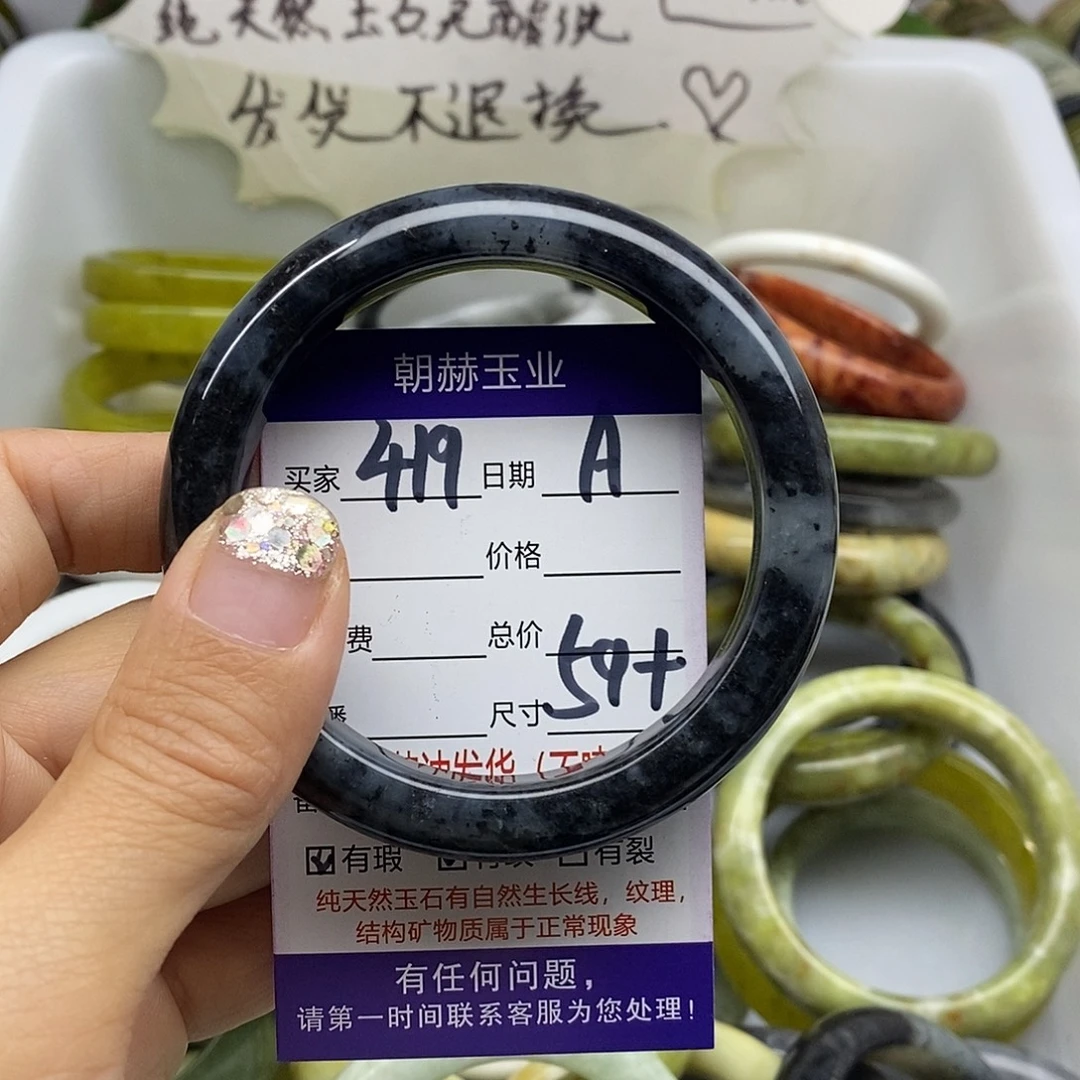 纯天然玉石无酸洗
发货不退换
朝赫玉业
买家 419 日期 A
价格
费 总价 59+
尺寸
发货
有瑕 有裂
纯天然玉石有自然生长线，纹理，
结构矿物质属于正常现象
有任何问题，
请第一时间联系客服为您处理！